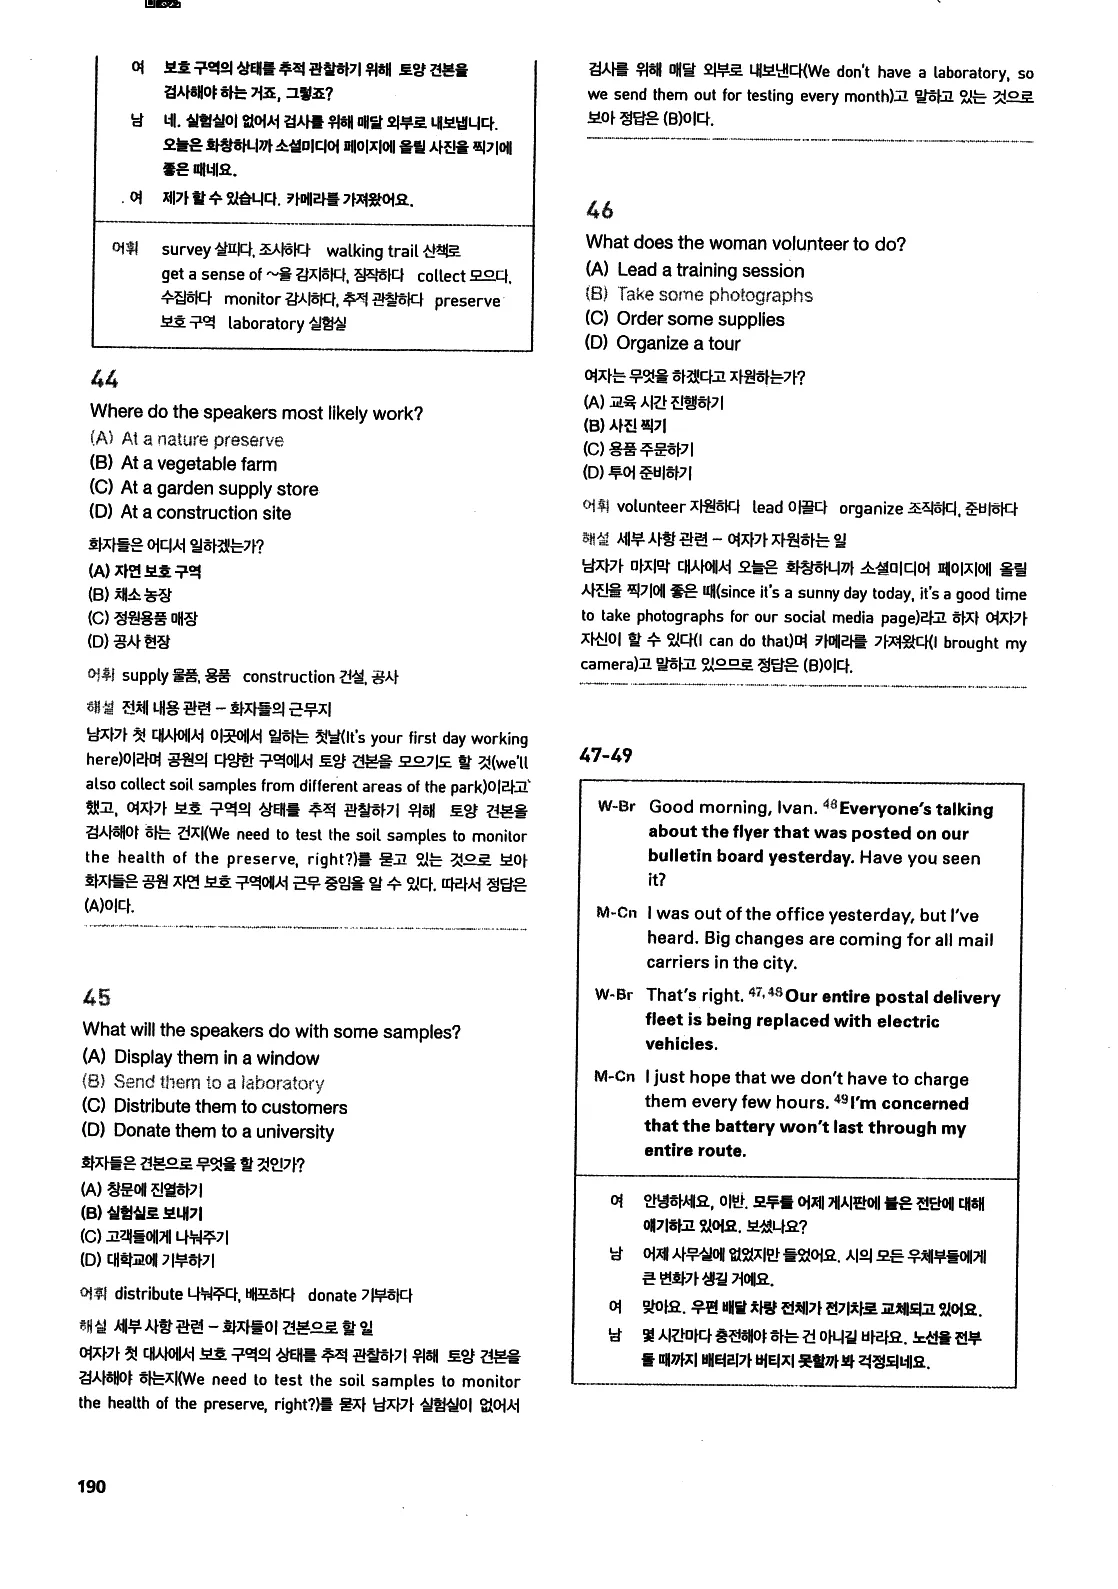 여 보호 구역의 상태를 추적 관찰하기 위해 토양 견본을
검사해야 하는 거죠, 그렇죠?
남 네. 실험실이 없어서 검사를 위해 매달 외부로 내보냅니다.
오늘은 화창하니까 소셜미디어 페이지에 올릴 사진을 찍기에
좋은 때네요.
여 제가 할 수 있습니다. 카메라를 가져왔어요.
어휘 survey 살피다, 조사하다 walking trail 산책로
get a sense of ~을 감지하다, 짐작하다 collect 모으다,
수집하다 monitor 감시하다, 추적 관찰하다 preserve
보호 구역 laboratory 실험실
44
Where do the speakers most likely work?
(A) At a nature preserve
(B) At a vegetable farm
(C) At a garden supply store
(D) At a construction site
화자들은 어디서 일하겠는가?
(A) 자연 보호 구역
(B) 채소 농장
(C) 정원용품 매장
(D) 공사 현장
어휘 supply 물품, 용품 construction 건설, 공사
해설 전체 내용 관련 – 화자들의 근무지
남자가 첫 대사에서 이곳에서 일하는 첫날(It's your first day working
here)이라며 공원의 다양한 구역에서 토양 견본을 모으기도 할 것(we'll
also collect soil samples from different areas of the park)이라고
했고, 여자가 보호 구역의 상태를 추적 관찰하기 위해 토양 견본을
검사해야 하는 건지(We need to test the soil samples to monitor
the health of the preserve, right?)를 묻고 있는 것으로 보아
화자들은 공원 자연 보호 구역에서 근무 중임을 알 수 있다. 따라서 정답은
(A)이다.
45
What will the speakers do with some samples?
(A) Display them in a window
(B) Send them to a laboratory
(C) Distribute them to customers
(D) Donate them to a university
화자들은 견본으로 무엇을 할 것인가?
(A) 창문에 진열하기
(B) 실험실로 보내기
(C) 고객들에게 나눠주기
(D) 대학교에 기부하기
어휘 distribute 나눠주다, 배포하다 donate 기부하다
해설 세부 사항 관련 – 화자들이 견본으로 할 일
여자가 첫 대사에서 보호 구역의 상태를 추적 관찰하기 위해 토양 견본을
검사해야 하는지(We need to test the soil samples to monitor
the health of the preserve, right?)를 묻자 남자가 실험실이 없어서
190
검사를 위해 매달 외부로 내보낸다(We don't have a laboratory, so
we send them out for testing every month)고 말하고 있는 것으로
보아 정답은 (B)이다.
46
What does the woman volunteer to do?
(A) Lead a training session
(B) Take some photographs
(C) Order some supplies
(D) Organize a tour
여자는 무엇을 하겠다고 자원하는가?
(A) 교육 시간 진행하기
(B) 사진 찍기
(C) 용품 주문하기
(D) 투어 준비하기
어휘 volunteer 자원하다 lead 이끌다 organize 조직하다, 준비하다
해설 세부 사항 관련 – 여자가 자원하는 일
남자가 마지막 대사에서 오늘은 화창하니까 소셜미디어 페이지에 올릴
사진을 찍기에 좋은 때(since it's a sunny day today, it's a good time
to take photographs for our social media page)라고 하자 여자가
자신이 할 수 있다(I can do that)며 카메라를 가져왔다(I brought my
camera)고 말하고 있으므로 정답은 (B)이다.
47-49
W-Br Good morning, Ivan. 48Everyone's talking
about the flyer that was posted on our
bulletin board yesterday. Have you seen
it?
M-Cn I was out of the office yesterday, but I've
heard. Big changes are coming for all mail
carriers in the city.
W-Br That's right. 47, 48Our entire postal delivery
fleet is being replaced with electric
vehicles.
M-Cn I just hope that we don't have to charge
them every few hours. 49I'm concerned
that the battery won't last through my
entire route.
여 안녕하세요, 이반. 모두들 어제 게시판에 붙은 전단에 대해
얘기하고 있어요. 보셨나요?
남 어제 사무실에 없었지만 들었어요. 시의 모든 우체부들에게
큰 변화가 생길 거예요.
여 맞아요. 우편 배달 차량 전체가 전기차로 교체되고 있어요.
남 몇 시간마다 충전해야 하는 건 아니길 바라요. 노선을 전부
돌 때까지 배터리가 버티지 못할까 봐 걱정되네요.